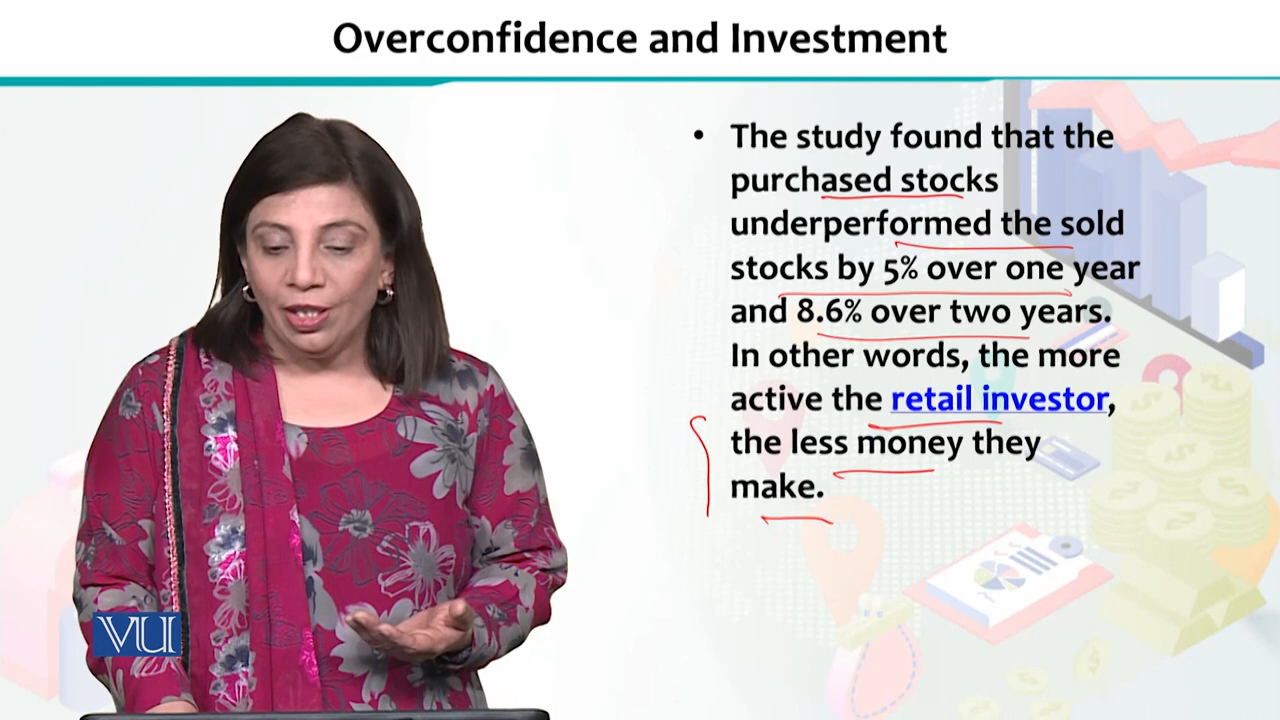 Overconfidence and Investment
• The study found that the
purchased stocks
underperformed the sold
stocks by 5% over one year
and 8.6% over two years.
In other words, the more
active the retail investor,
the less money they
make.
VU